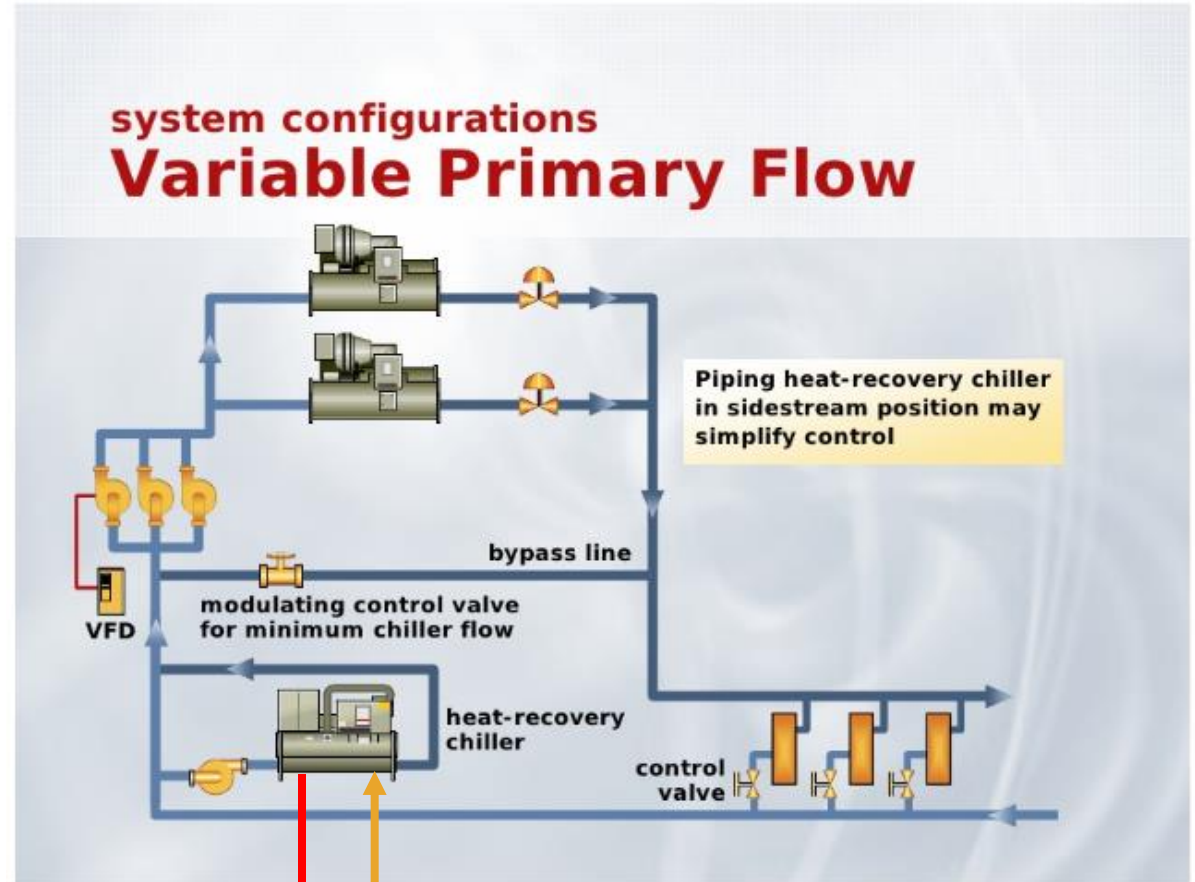 system configurations
Variable Primary Flow
Piping heat-recovery chiller
in sidestream position may
simplify control
bypass line
modulating control valve
for minimum chiller flow
VFD
heat-recovery
chiller
control
valve